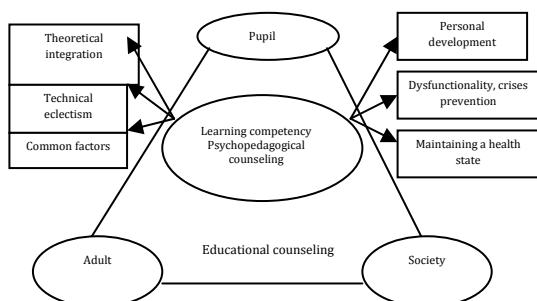 Theoretical
integration
Technical
eclectism
Common factors
Pupil
Learning competency
Psychopedagogical
counseling
Personal
development
Dysfunctionality, crises
prevention
Maintaining a health
state
Adult
Educational counseling
Society